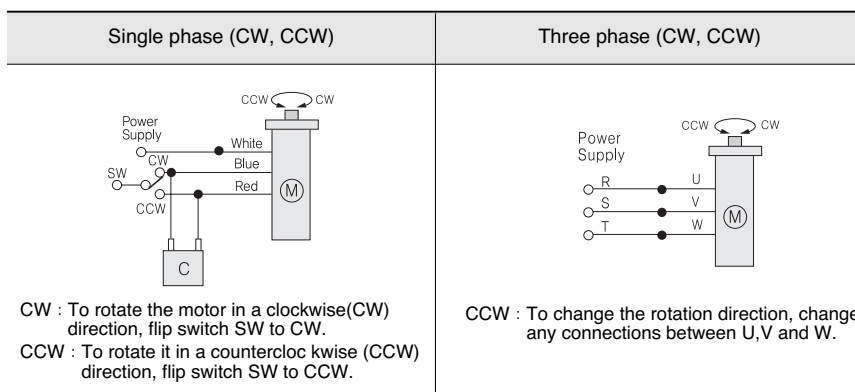 Single phase (CW, CCW)
Three phase (CW, CCW)
CCW CW
Power
Supply
White
CW
Blue
SW
Red
CCW
M
C
CW : To rotate the motor in a clockwise(CW)
direction, flip switch SW to CW.
CCW : To rotate it in a countercloc kwise (CCW)
direction, flip switch SW to CCW.
CCW CW
Power
Supply
R U
S V
T W
M
CCW : To change the rotation direction, change
any connections between U,V and W.